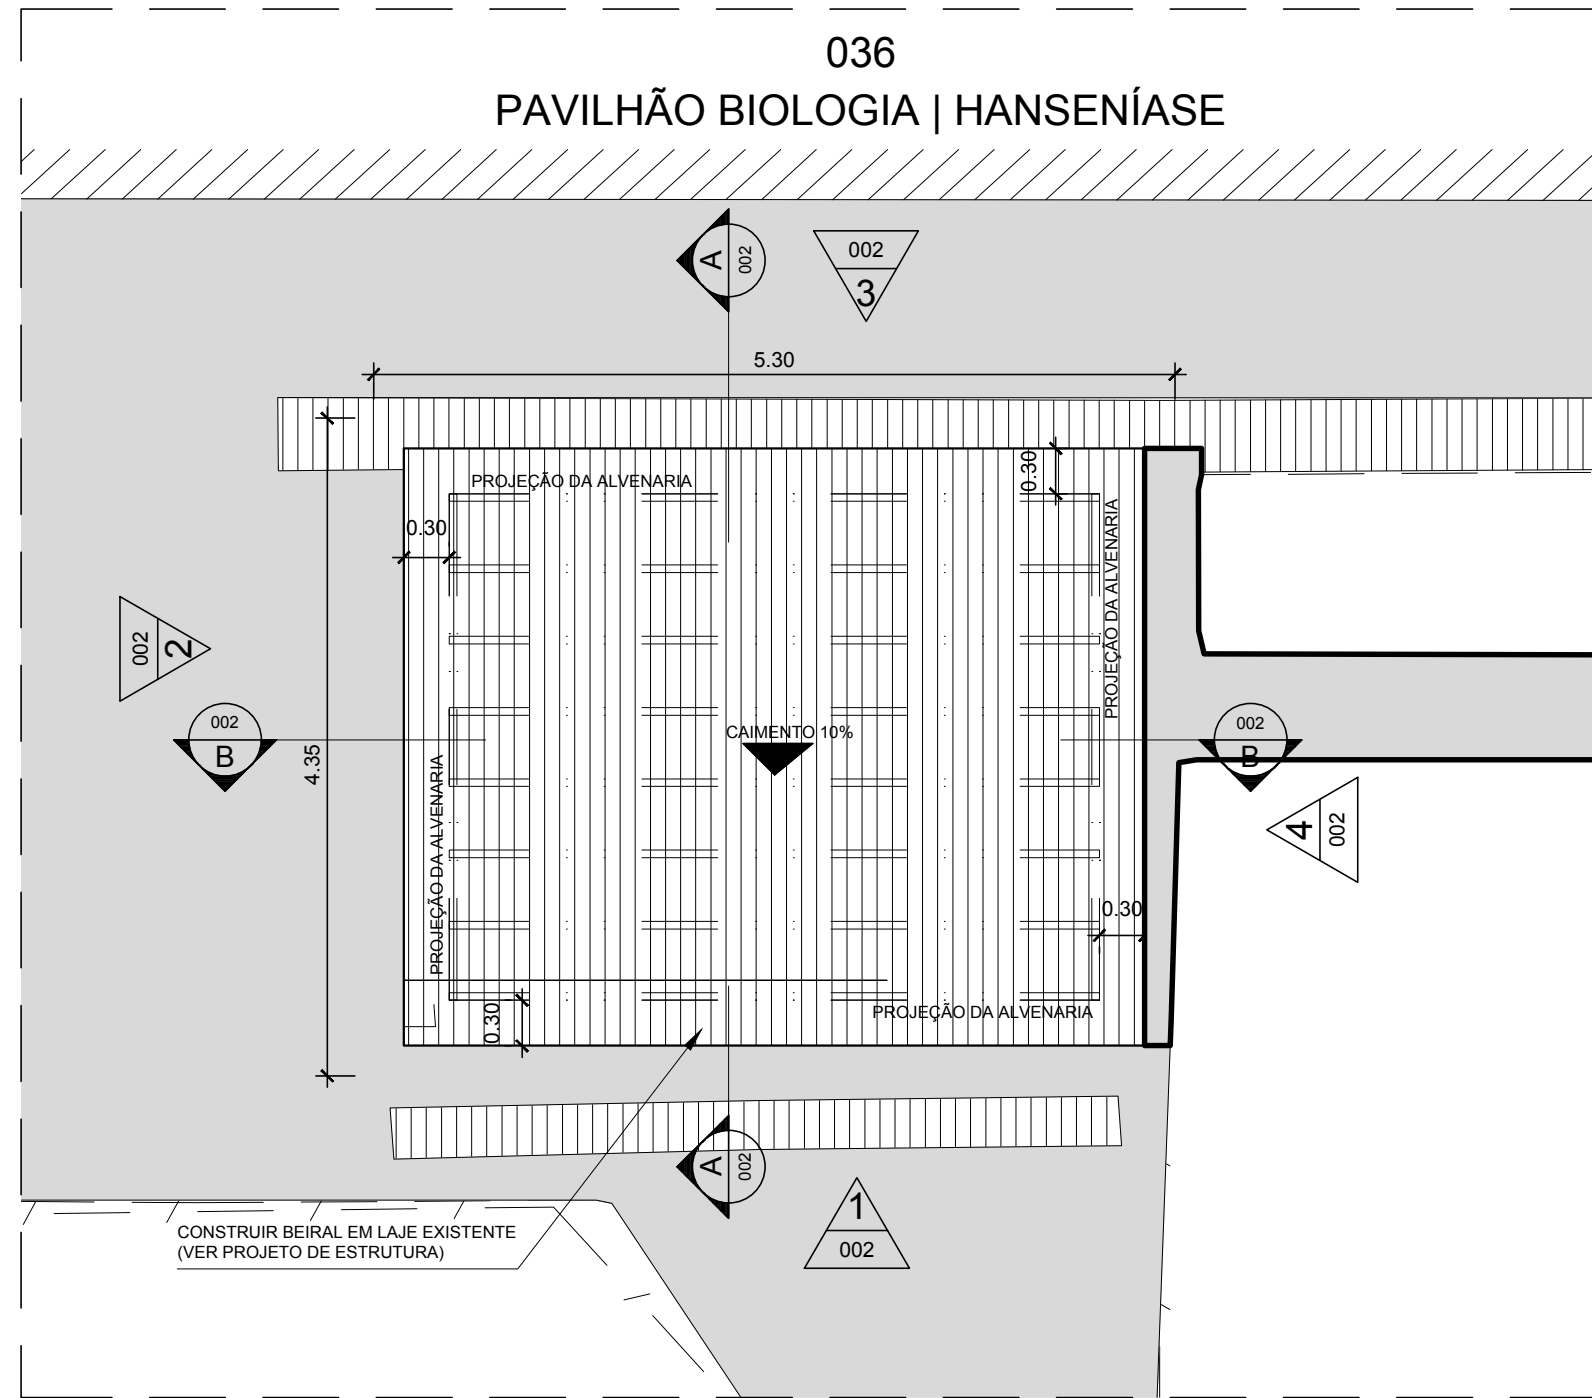 036
PAVILHÃO BIOLOGIA | HANSENÍASE
A
002
002
3
5.30
PROJEÇÃO DA ALVENARIA
0.30
0.30
PROJEÇÃO DA ALVENARIA
002
2
002
B
4.35
CAIMENTO 10%
002
B
PROJEÇÃO DA ALVENARIA
4
002
0.30
0.30
PROJEÇÃO DA ALVENARIA
A
002
1
002
CONSTRUIR BEIRAL EM LAJE EXISTENTE
(VER PROJETO DE ESTRUTURA)